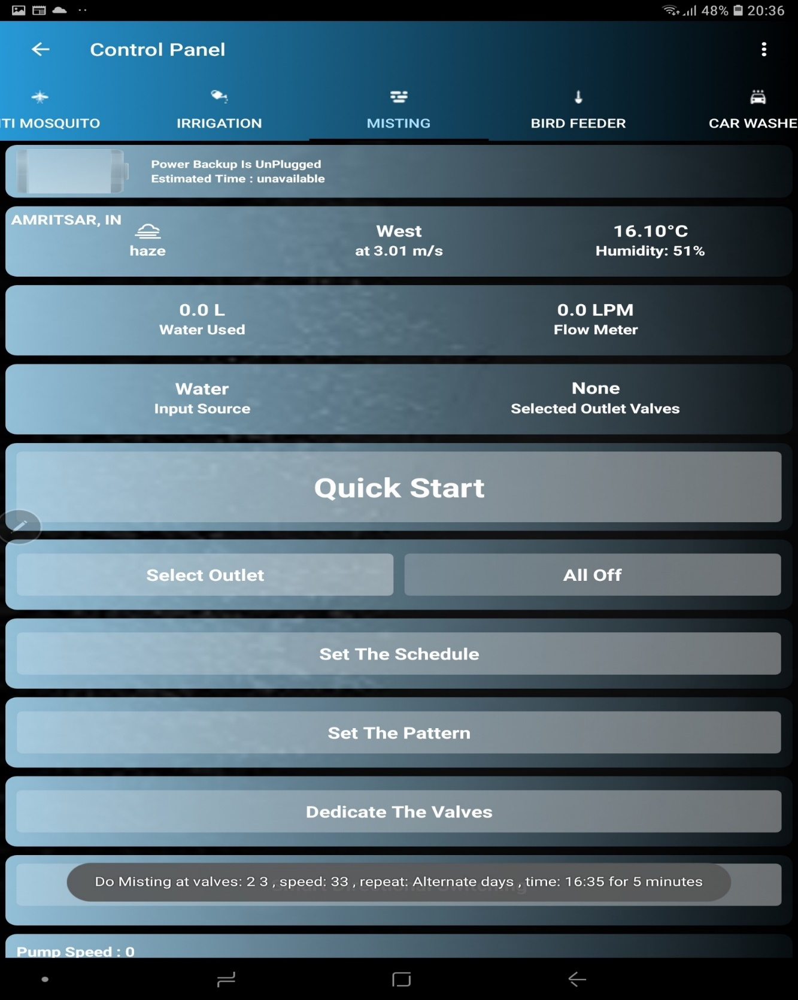 48% 20:36
Control Panel
TI MOSQUITO
IRRIGATION
MISTING
BIRD FEEDER
CAR WASHE
Power Backup Is UnPlugged
Estimated Time : unavailable
AMRITSAR, IN
haze
West
at 3.01 m/s
16.10°C
Humidity: 51%
0.0 L
Water Used
0.0 LPM
Flow Meter
Water
Input Source
None
Selected Outlet Valves
Quick Start
Select Outlet
All Off
Set The Schedule
Set The Pattern
Dedicate The Valves
Do Misting at valves: 2 3 , speed: 33 , repeat: Alternate days , time: 16:35 for 5 minutes
Pump Speed : 0